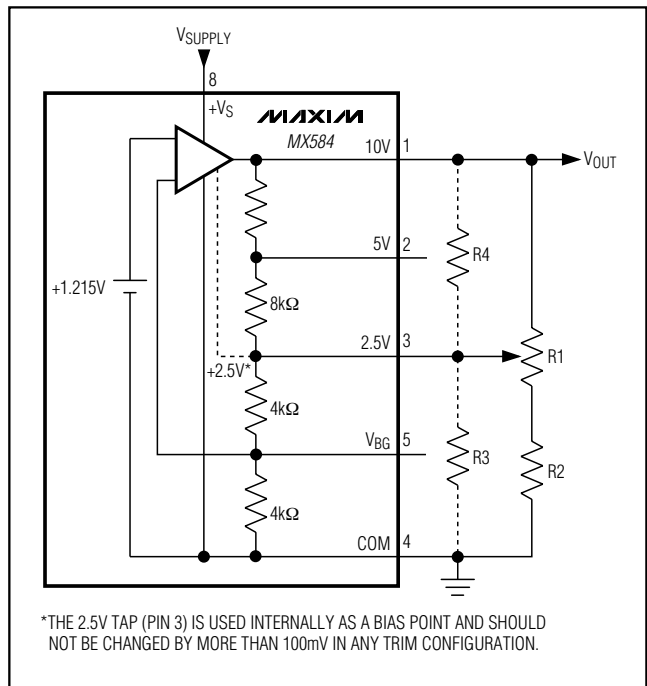 VSUPPLY
8
+VS
MAXIM
MX584
10V 1
VOUT
5V 2
R4
+1.215V
8kΩ
2.5V 3
+2.5V*
R1
4kΩ
VBG 5
R3
R2
4kΩ
COM 4
*THE 2.5V TAP (PIN 3) IS USED INTERNALLY AS A BIAS POINT AND SHOULD
NOT BE CHANGED BY MORE THAN 100mV IN ANY TRIM CONFIGURATION.